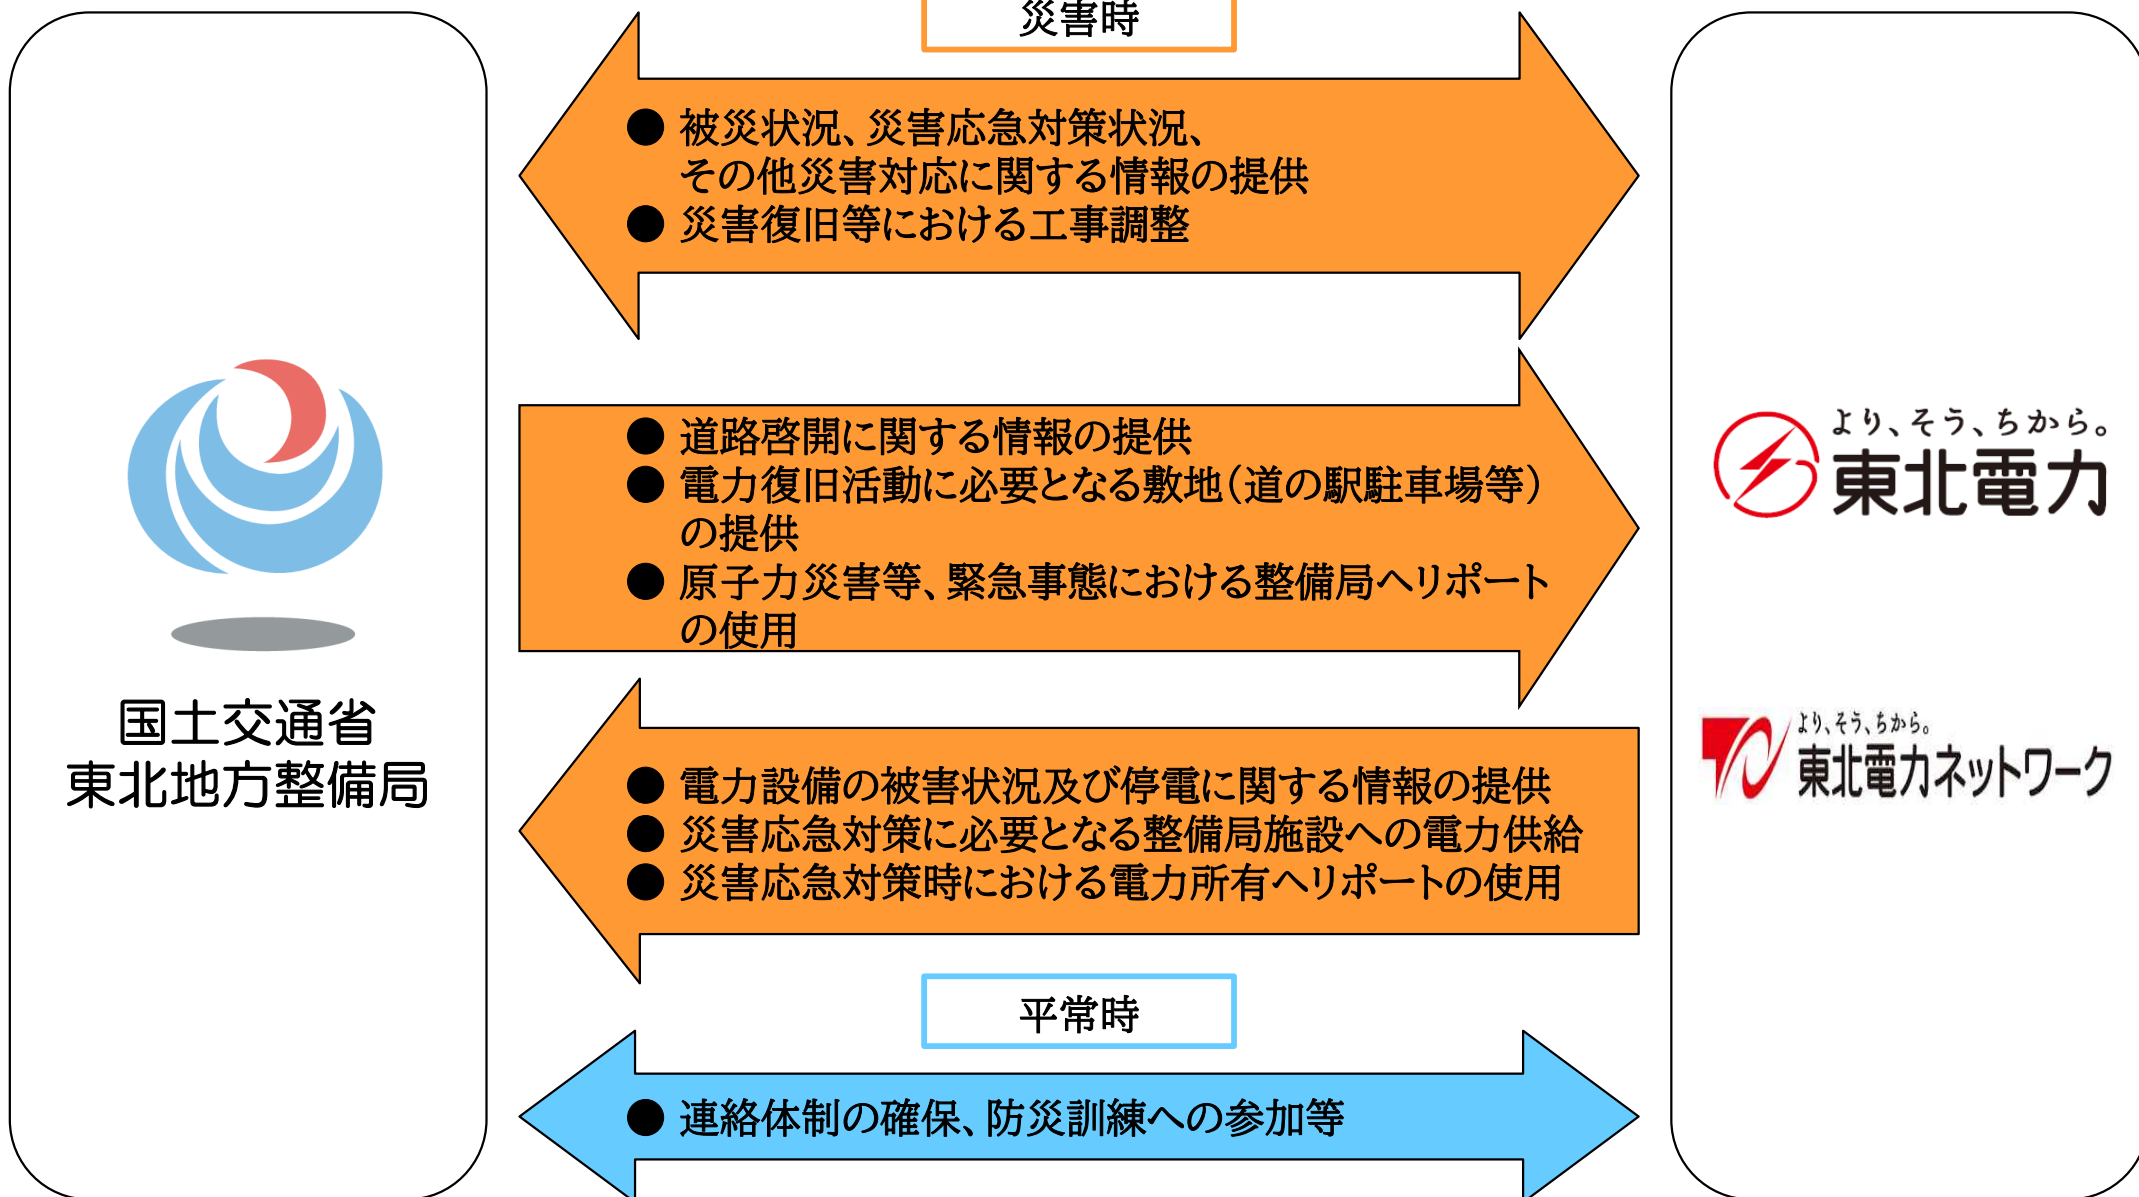 災害時
● 被災状況、災害応急対策状況、
その他災害対応に関する情報の提供
● 災害復旧等における工事調整
● 道路啓開に関する情報の提供
● 電力復旧活動に必要となる敷地（道の駅駐車場等）
の提供
● 原子力災害等、緊急事態における整備局ヘリポート
の使用
● 電力設備の被害状況及び停電に関する情報の提供
● 災害応急対策に必要となる整備局施設への電力供給
● 災害応急対策時における電力所有ヘリポートの使用
平常時
● 連絡体制の確保、防災訓練への参加等
国土交通省
東北地方整備局
より、そう、ちから。
東北電力
より、そう、ちから。
東北電力ネットワーク